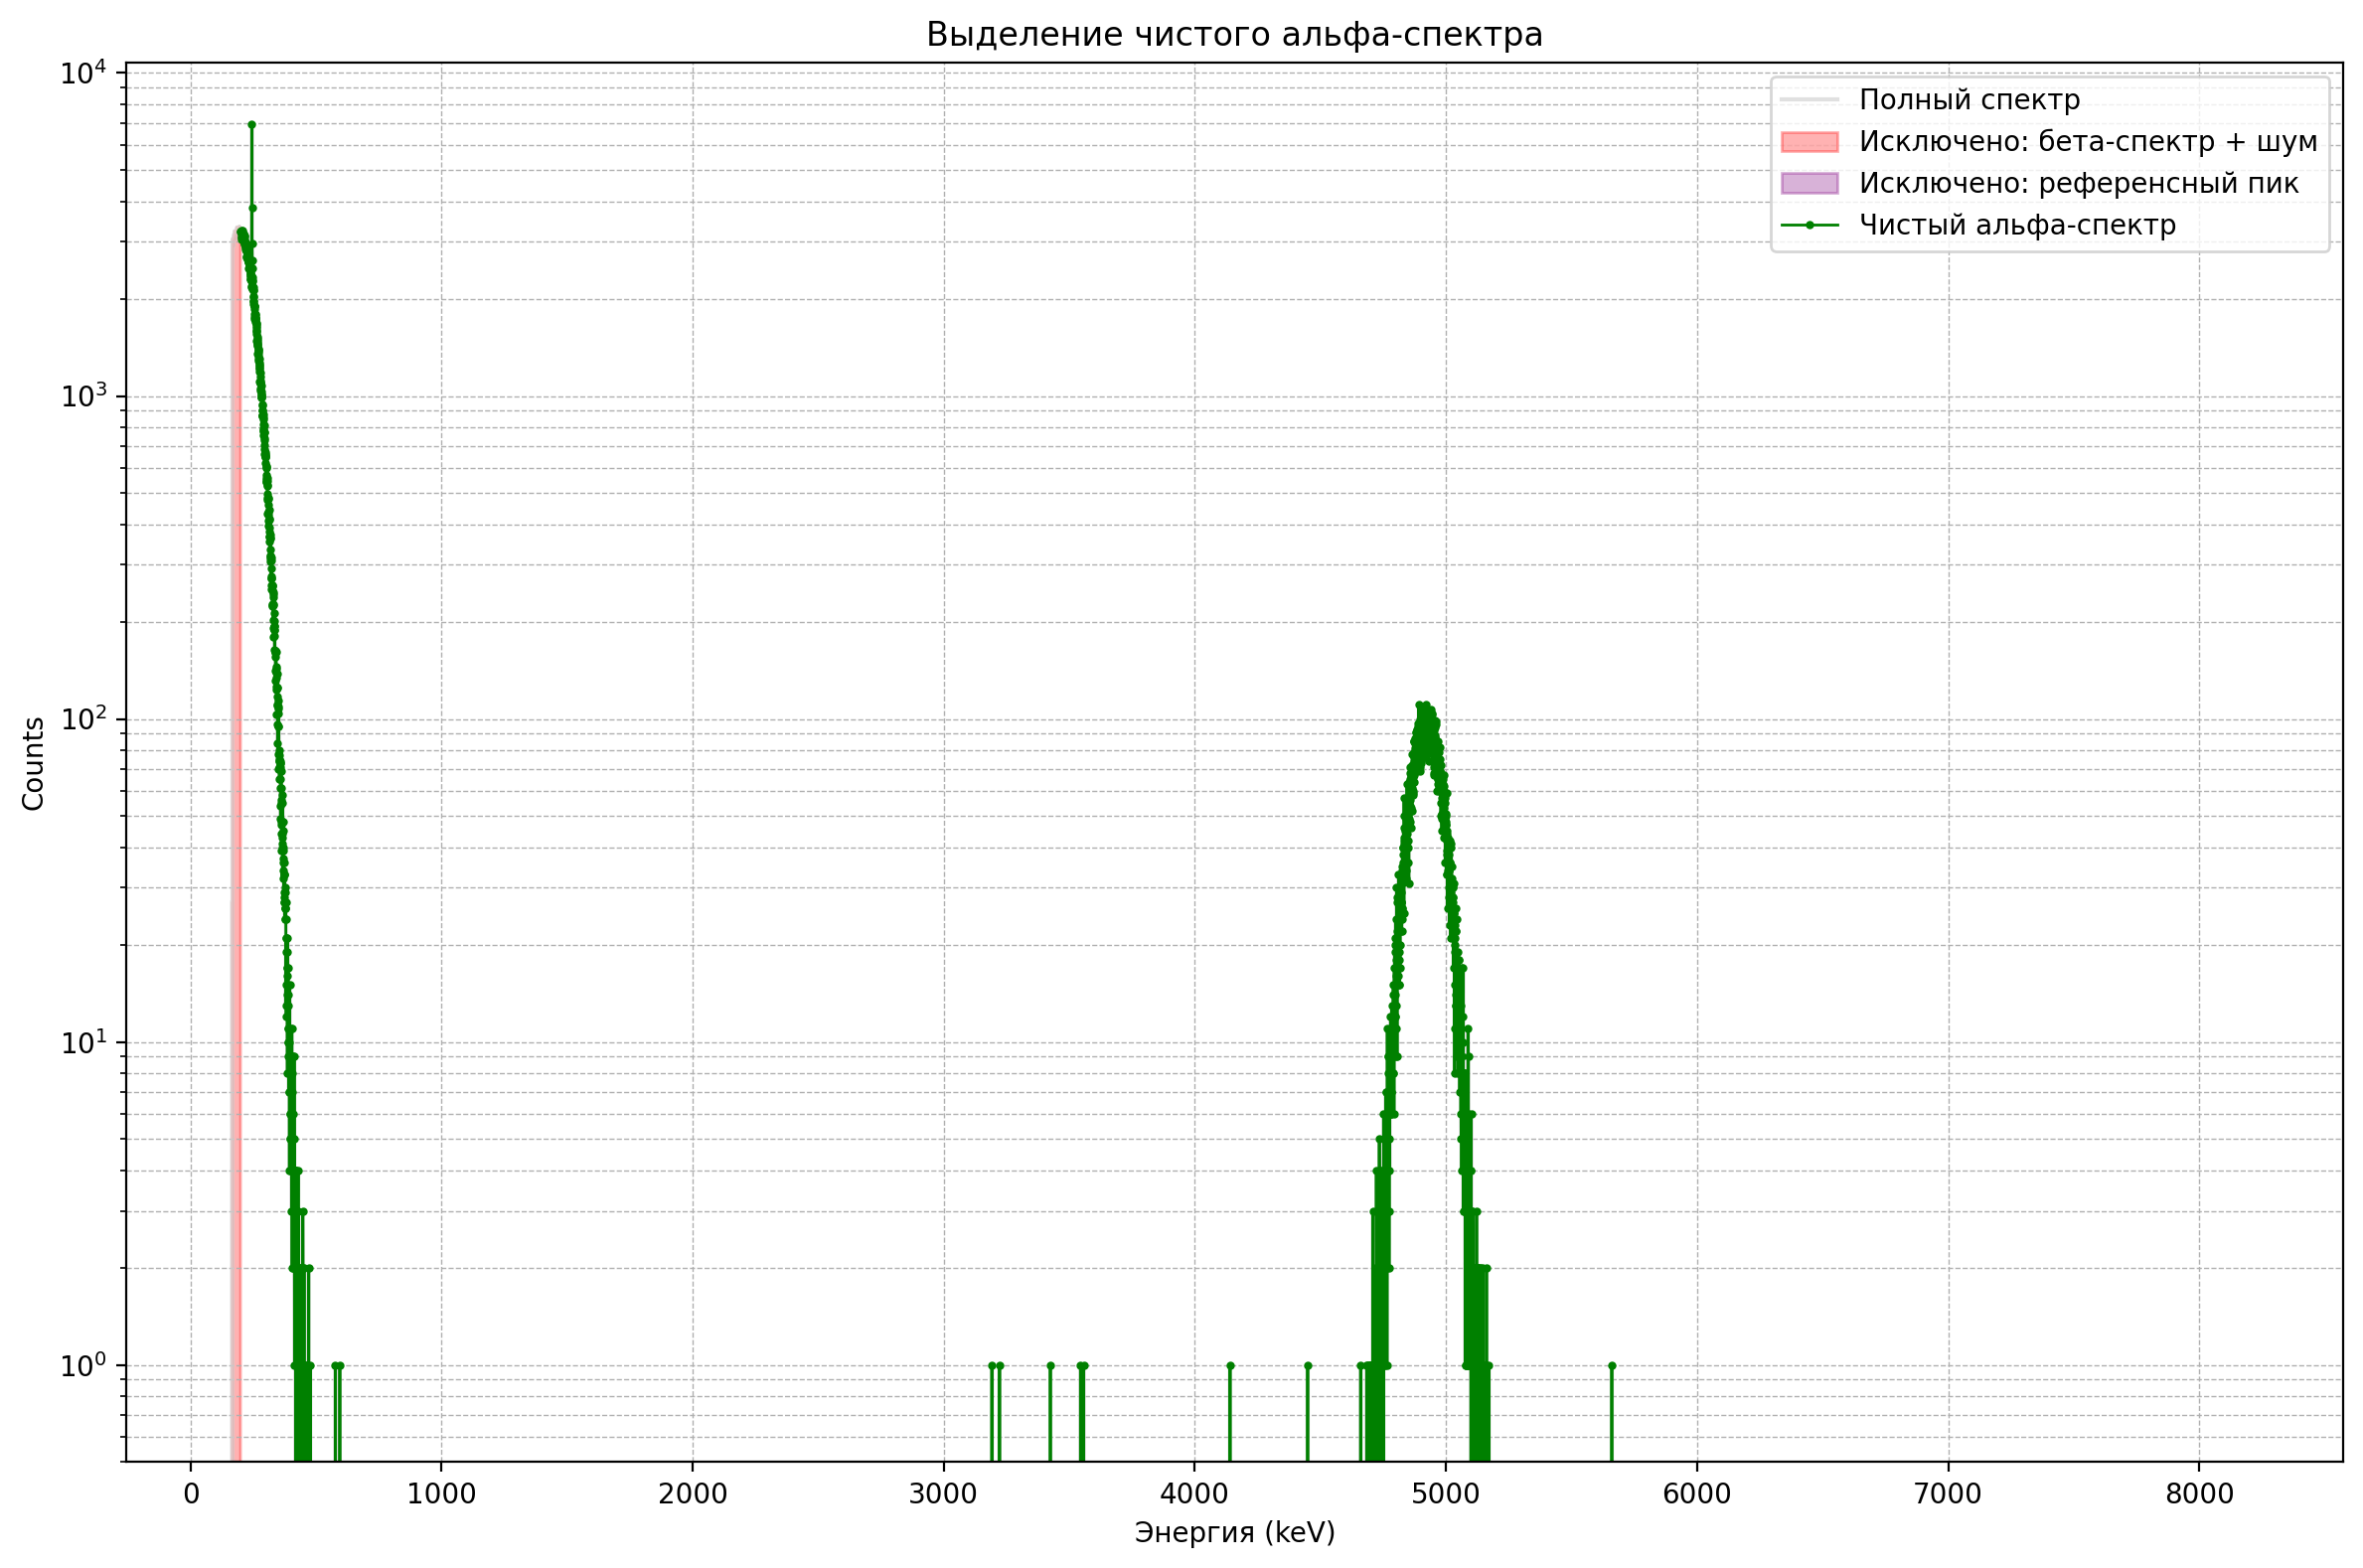 Выделение чистого альфа-спектра
Полный спектр
Исключено: бета-спектр + шум
Исключено: референсный пик
Чистый альфа-спектр
Counts
10⁴
10³
10²
10¹
10⁰
0 1000 2000 3000 4000 5000 6000 7000 8000
Энергия (keV)